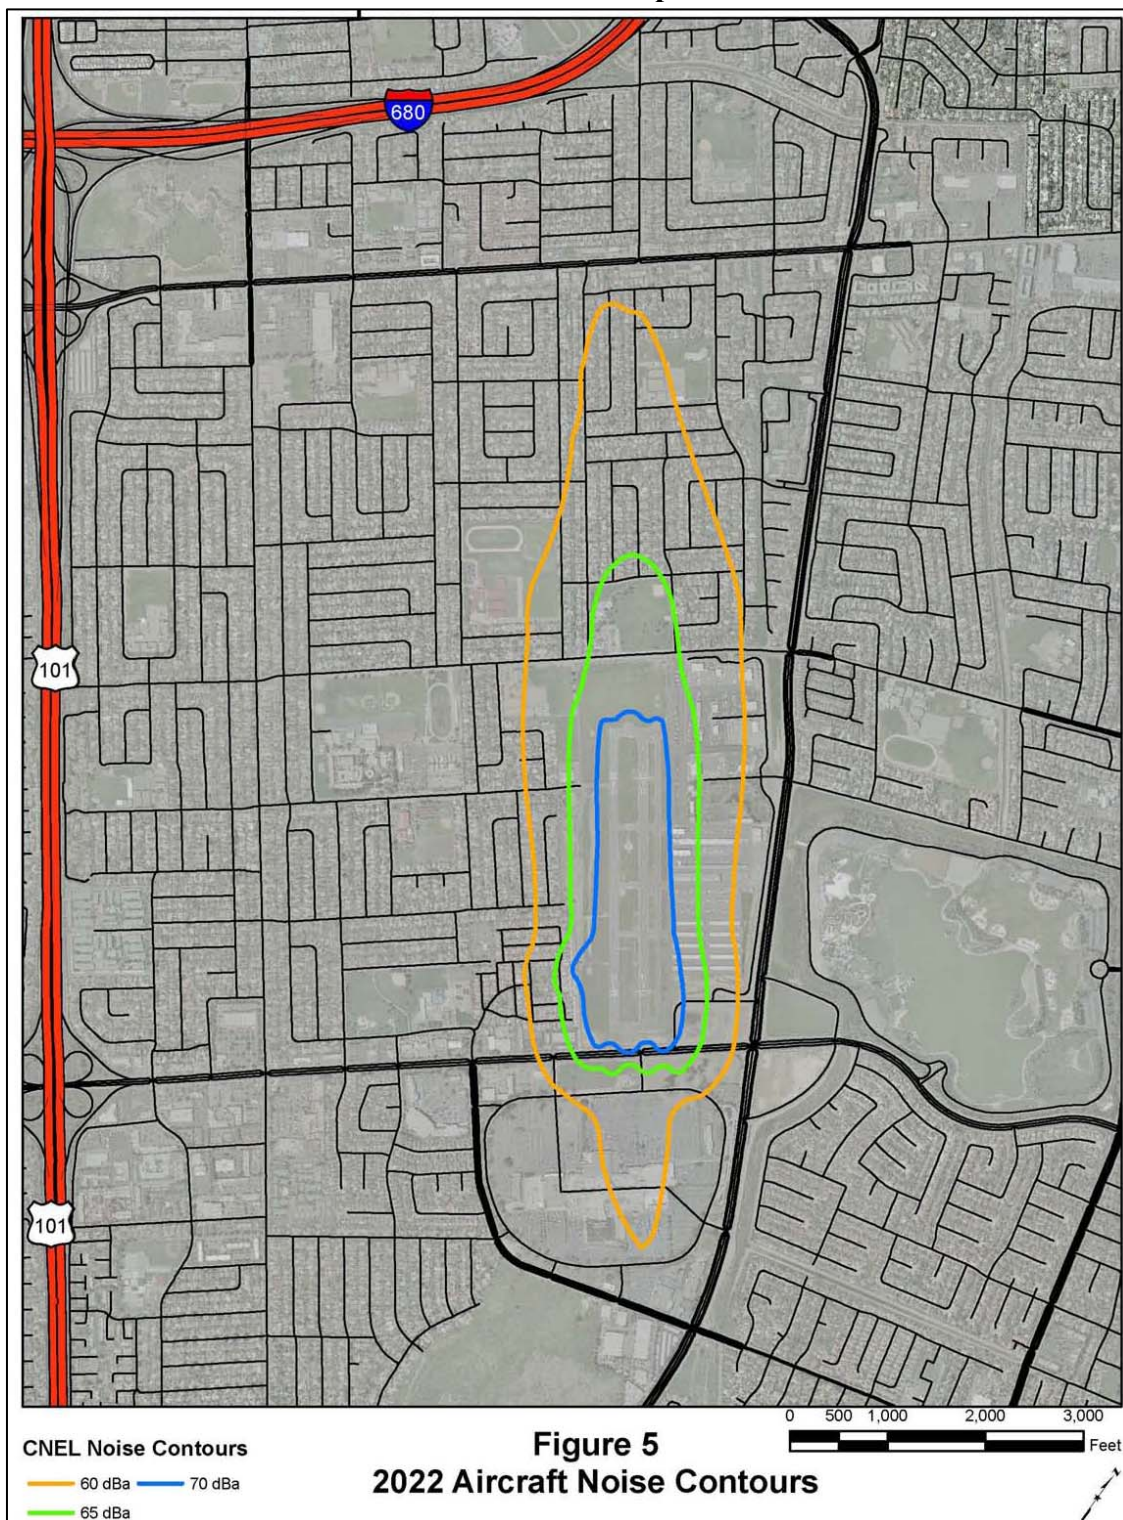 680
101
101
0 500 1,000 2,000 3,000
Feet
CNEL Noise Contours
60 dBa 70 dBa
65 dBa
Figure 5
2022 Aircraft Noise Contours
N